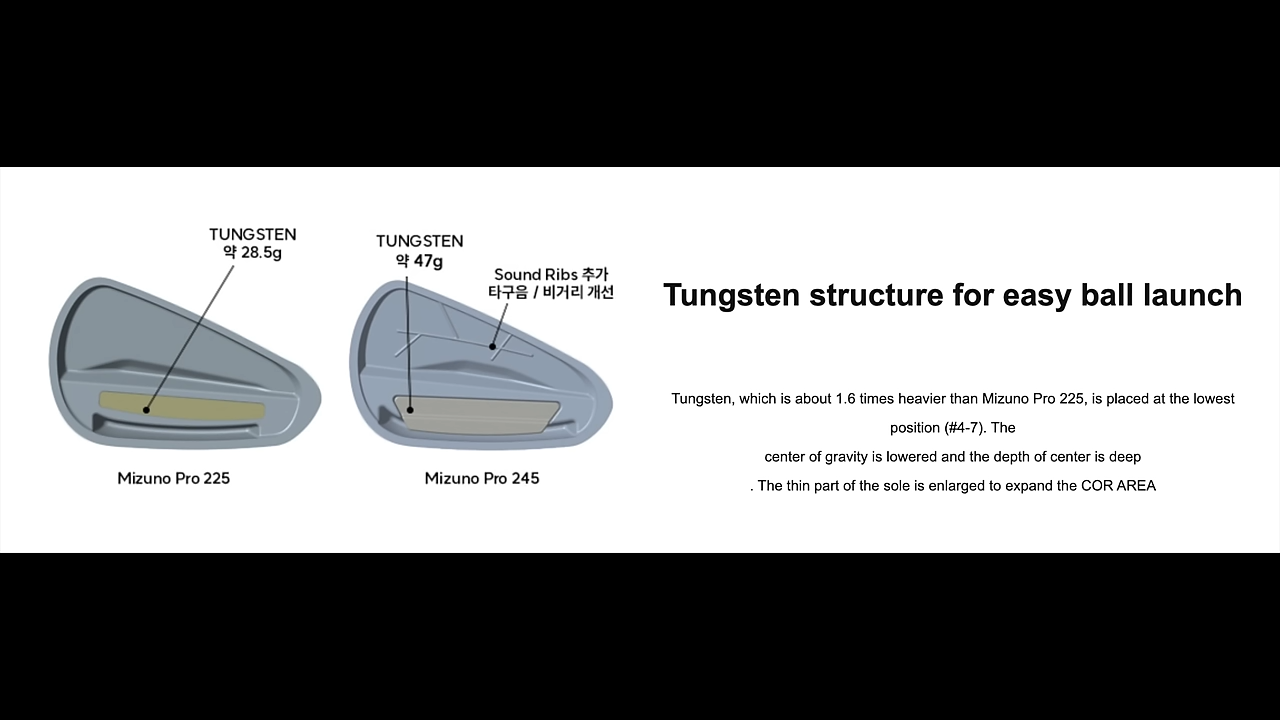 TUNGSTEN
약 28.5g
TUNGSTEN
약 47g
Sound Ribs 추가
타구음 / 비거리 개선
Mizuno Pro 225
Mizuno Pro 245
Tungsten structure for easy ball launch
Tungsten, which is about 1.6 times heavier than Mizuno Pro 225, is placed at the lowest
position (#4-7). The
center of gravity is lowered and the depth of center is deep
. The thin part of the sole is enlarged to expand the COR AREA